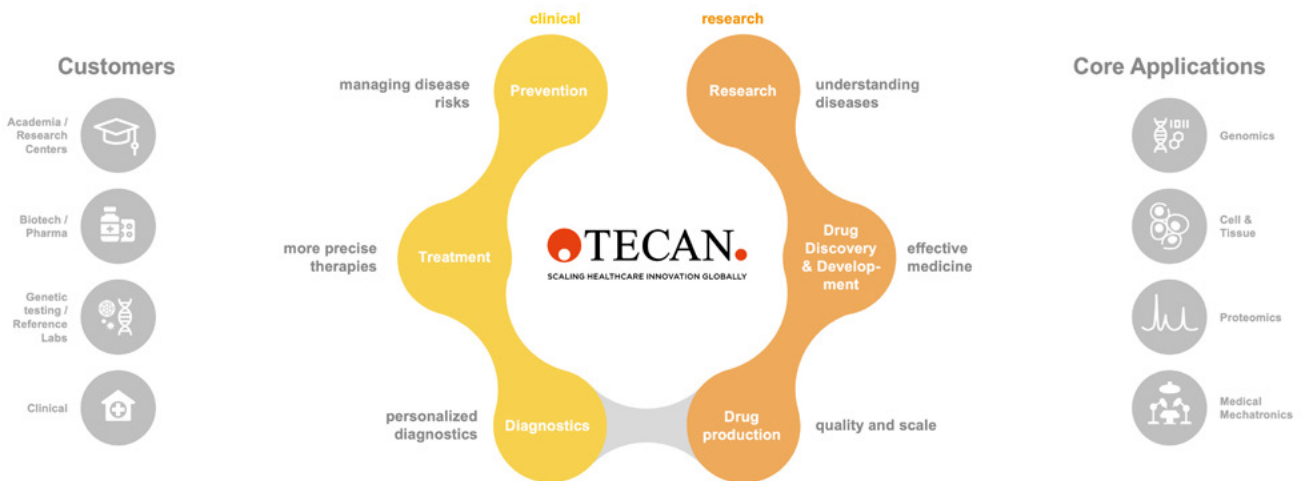 clinical
research
Customers
Academia /
Research
Centers
Biotech /
Pharma
Genetic
testing /
Reference
Labs
Clinical
managing disease
risks
Prevention
more precise
therapies
Treatment
personalized
diagnostics
Diagnostics
TECAN.
SCALING HEALTHCARE INNOVATION GLOBALLY
Research
understanding
diseases
Drug
Discovery
& Develop-
ment
effective
medicine
Drug
production
quality and scale
Core Applications
1011
Genomics
Cell &
Tissue
Proteomics
Medical
Mechatronics